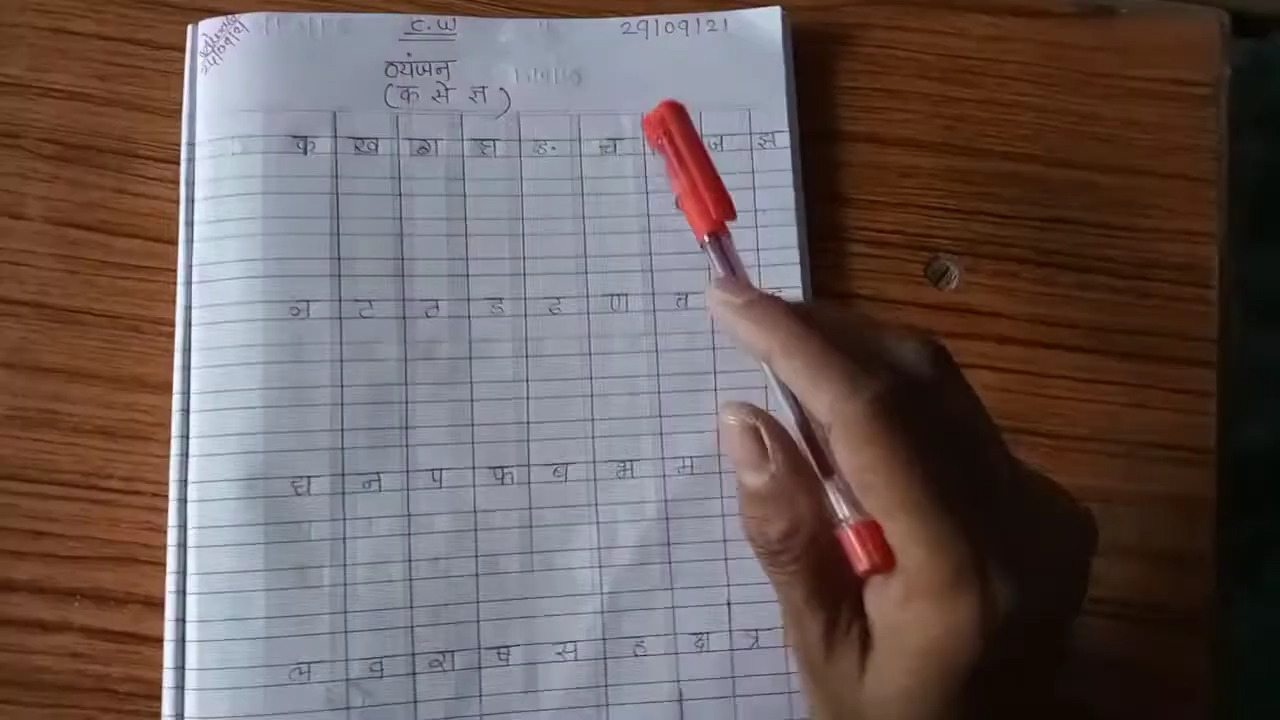 C.W
29/09/21
व्यंजन
(क से ज्ञ)
क ख ग घ ङ च ज झ
ञ ट ठ ड ढ ण त
ध न प फ ब भ म
ल व श ष स ह क्ष त्र